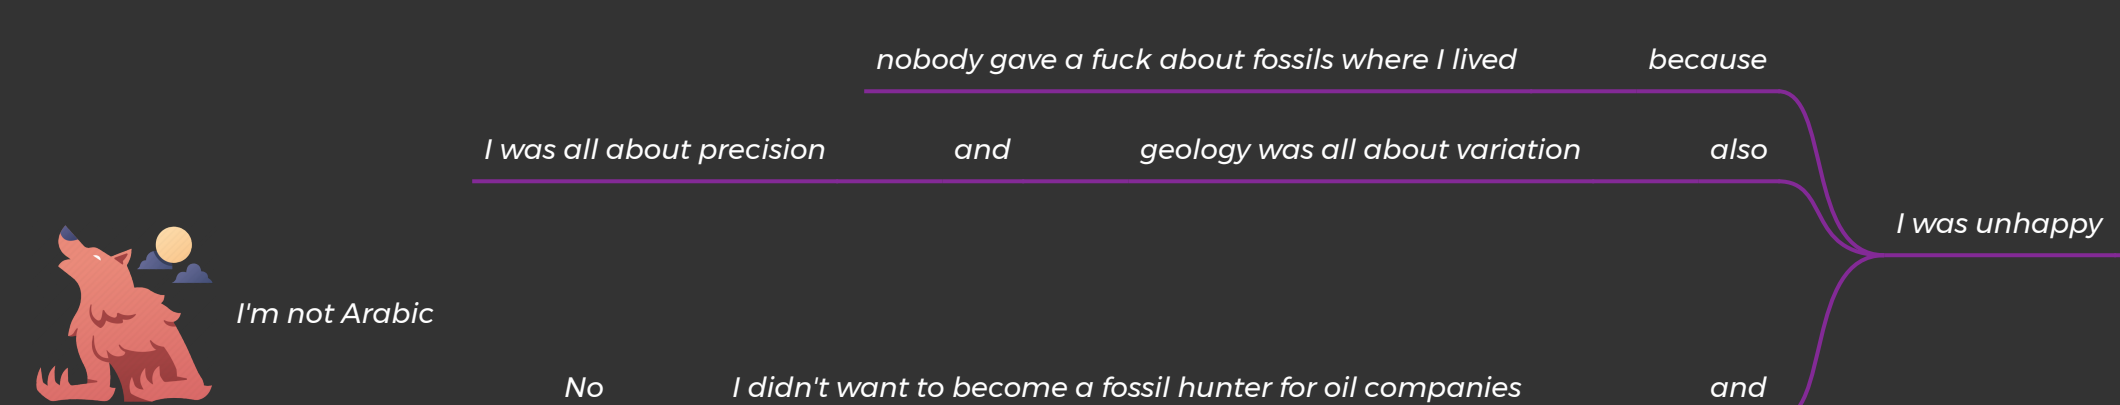 nobody gave a fuck about fossils where I lived because
I was all about precision and geology was all about variation also
I was unhappy
I'm not Arabic
No I didn't want to become a fossil hunter for oil companies and